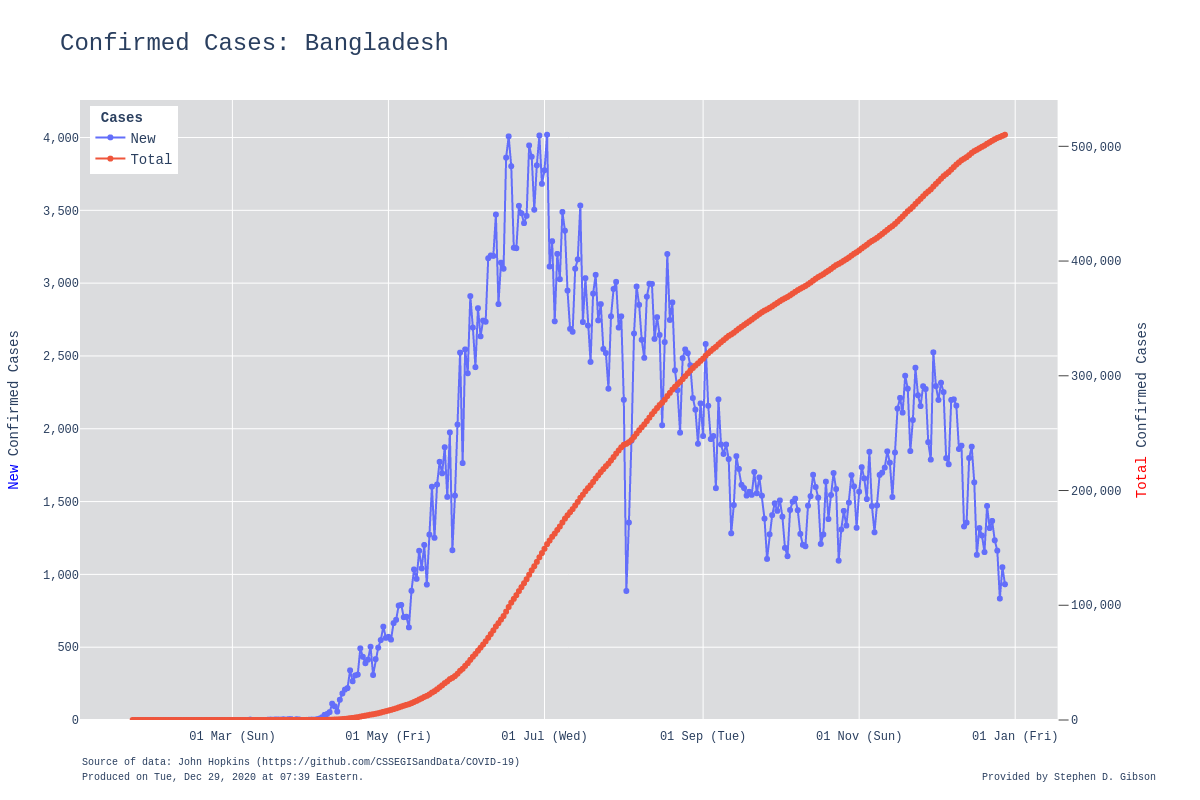 Confirmed Cases: Bangladesh
Cases
New
Total
4,000
3,500
3,000
2,500
2,000
1,500
1,000
500
0
New Confirmed Cases
500,000
400,000
300,000
200,000
100,000
0
Total Confirmed Cases
01 Mar (Sun) 01 May (Fri) 01 Jul (Wed) 01 Sep (Tue) 01 Nov (Sun) 01 Jan (Fri)
Source of data: John Hopkins (https://github.com/CSSEGISandData/COVID-19)
Produced on Tue, Dec 29, 2020 at 07:39 Eastern.
Provided by Stephen D. Gibson